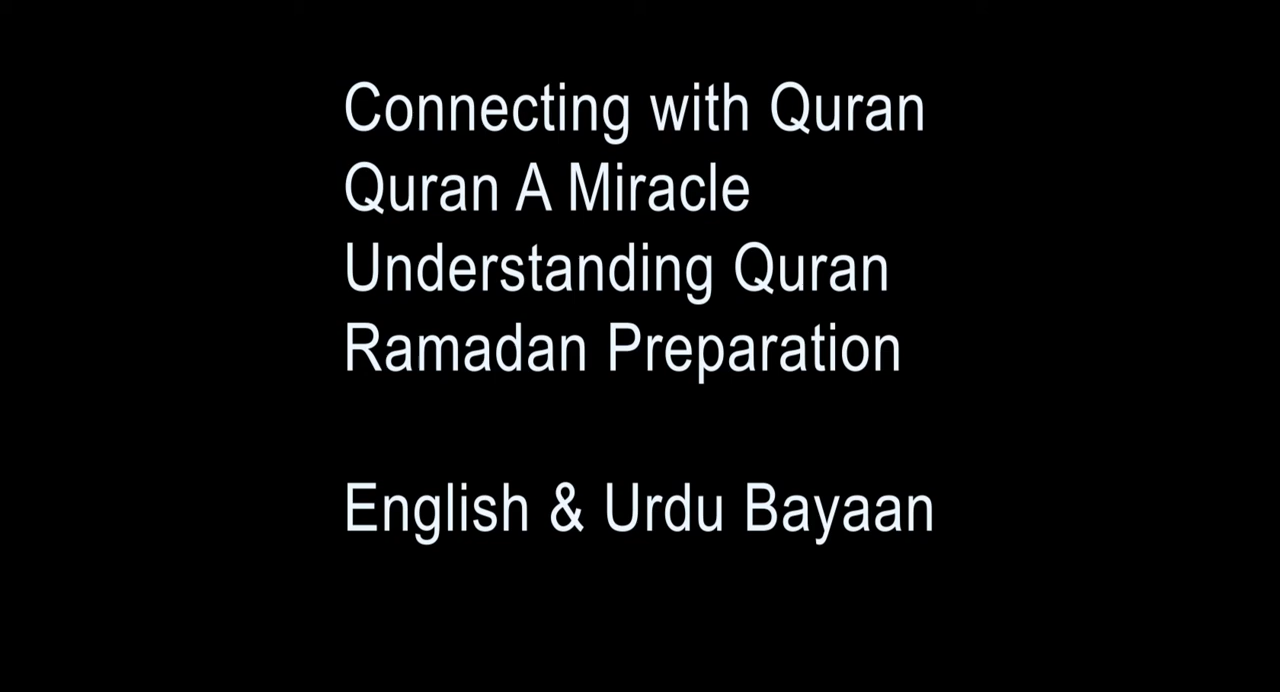 Connecting with Quran
Quran A Miracle
Understanding Quran
Ramadan Preparation
English & Urdu Bayaan